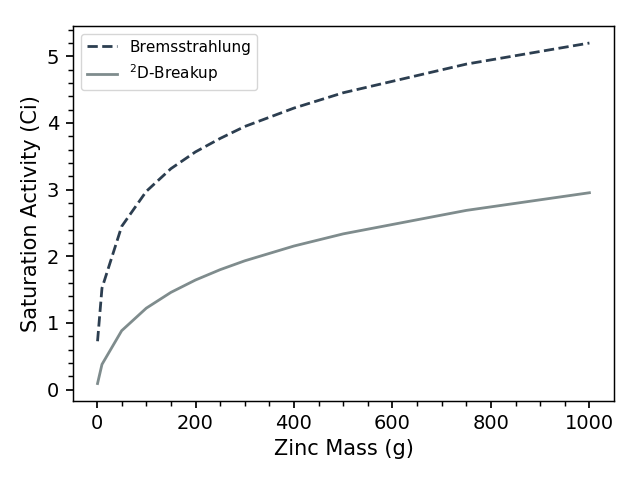 Bremsstrahlung
²D-Breakup
Saturation Activity (Ci)
5
4
3
2
1
0
0 200 400 600 800 1000
Zinc Mass (g)